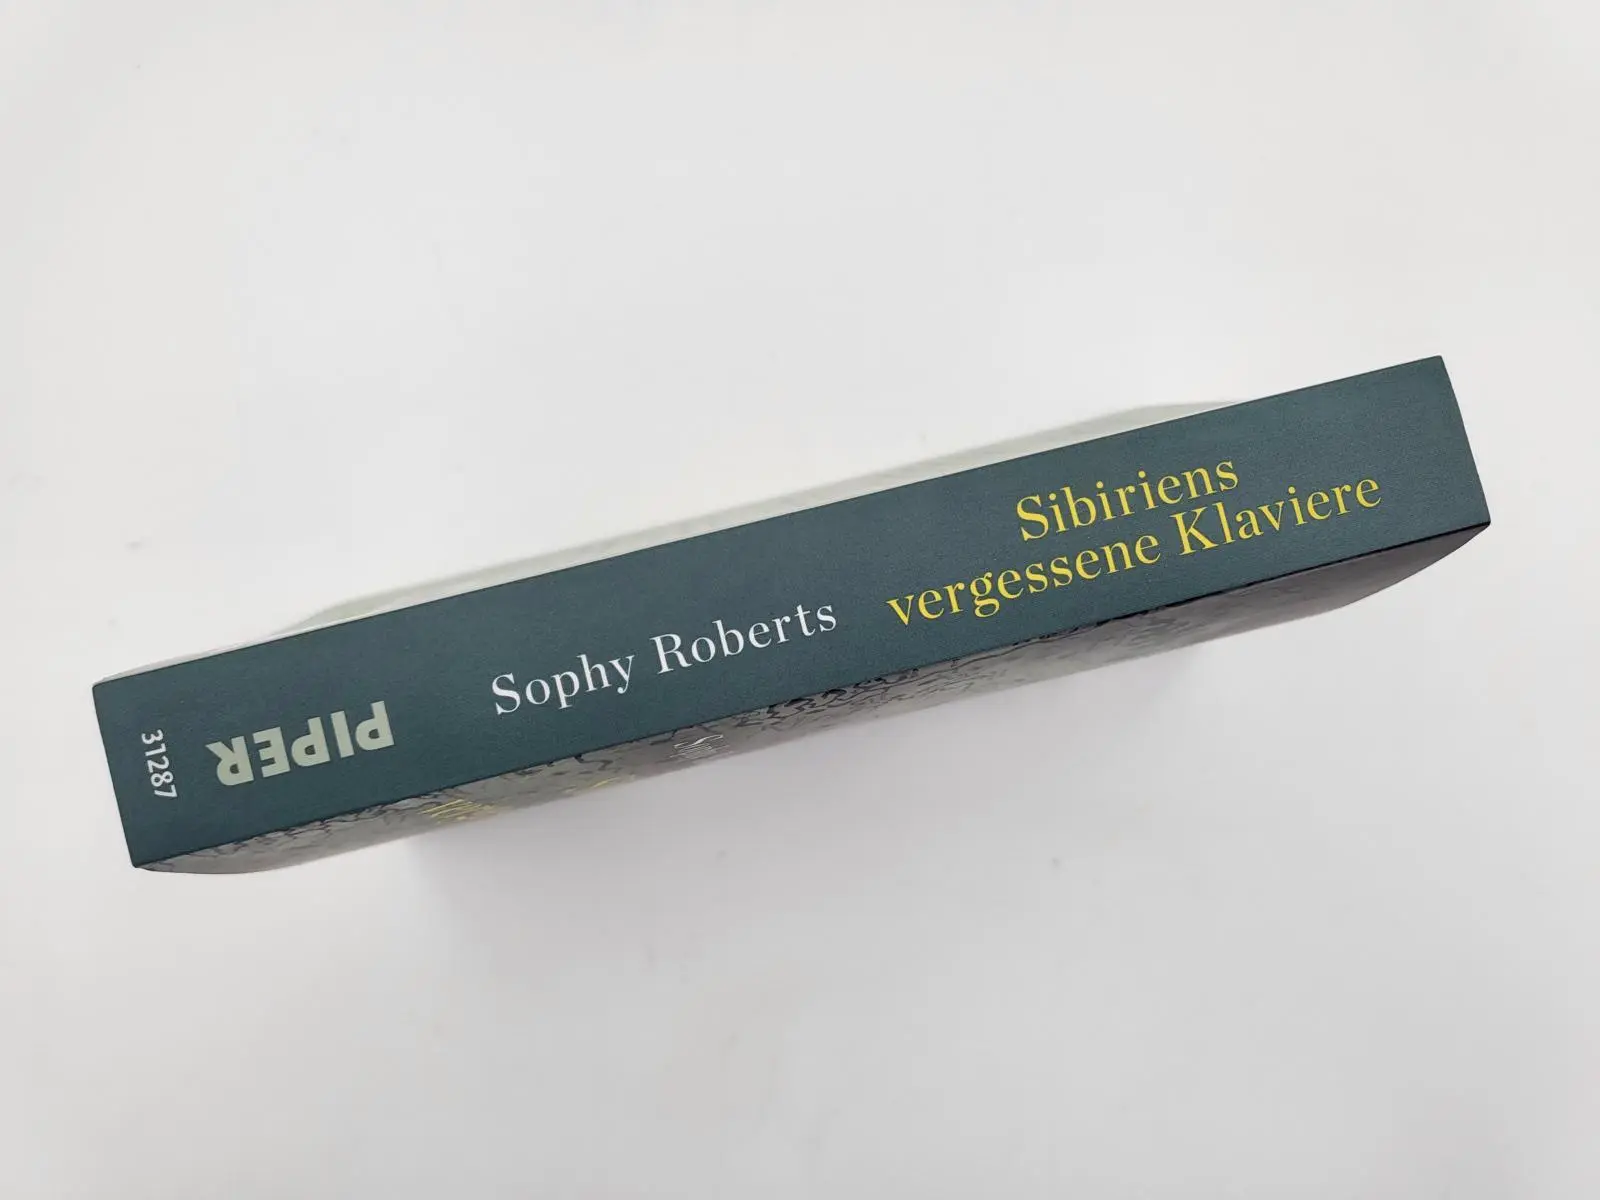 Sibiriens
vergessene Klaviere
Sophy Roberts
PIPER
31287